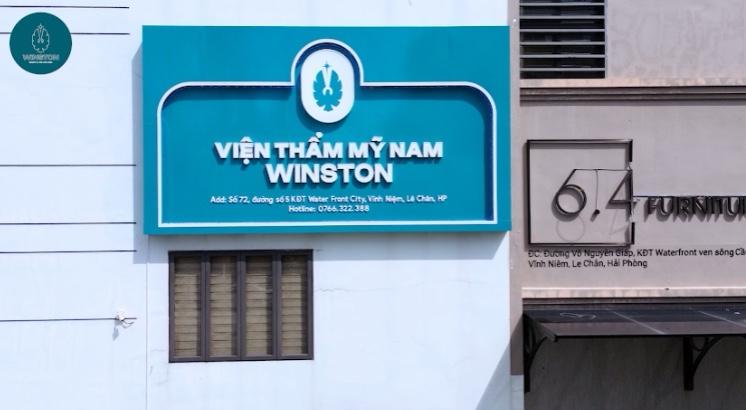 WINSTON
VIỆN THẨM MỸ NAM
WINSTON
Add: Số 72, đường số 5 KĐT Water Front City, Vĩnh Niệm, Lê Chân, HP
Hotline: 0766.322.388
6.4 FURNITU
ĐC: Đường Võ Nguyên Giáp, KĐT Waterfront ven sông
Vĩnh Niệm, Lê Chân, Hải Phòng